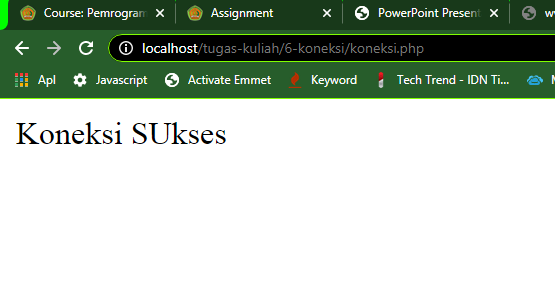 Course: Pemrogram
Assignment
PowerPoint Present
localhost/tugas-kuliah/6-koneksi/koneksi.php
Apl Javascript Activate Emmet Keyword Tech Trend - IDN Ti...
Koneksi SUkses